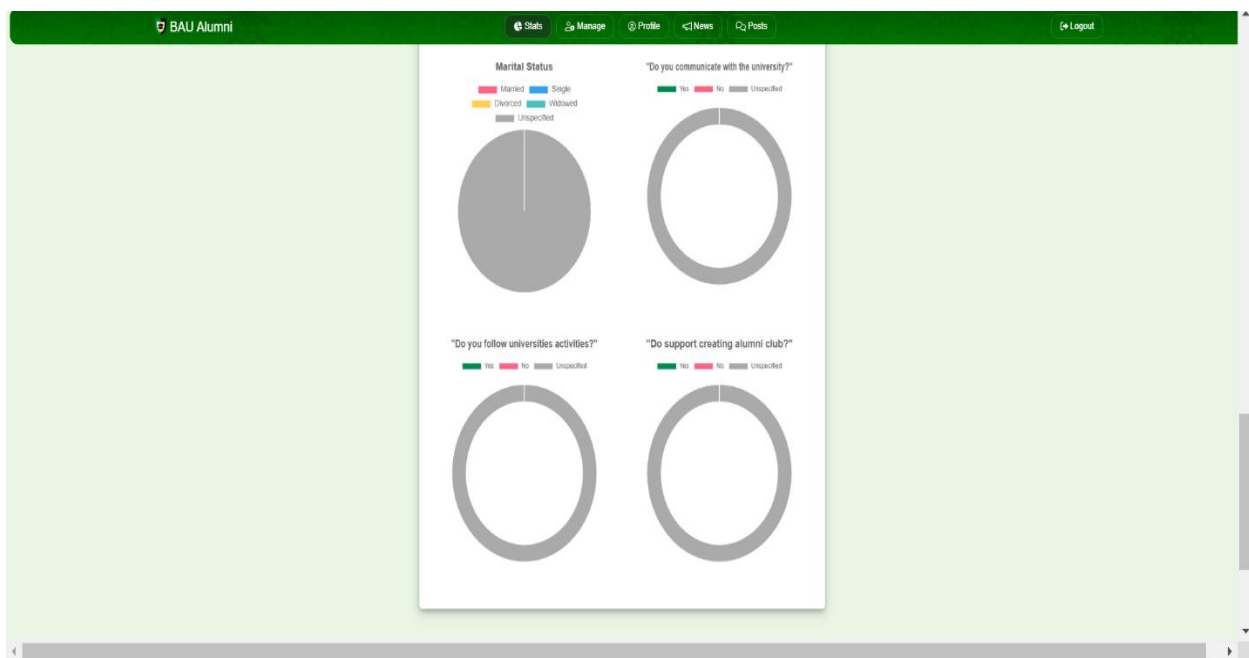 BAU Alumni
Stats
Manage
Profile
News
Posts
Logout
Marital Status
Married Single
Divorced Widowed
Unspecified
"Do you communicate with the university?"
Yes No Unspecified
"Do you follow universities activities?"
Yes No Unspecified
"Do support creating alumni club?"
Yes No Unspecified